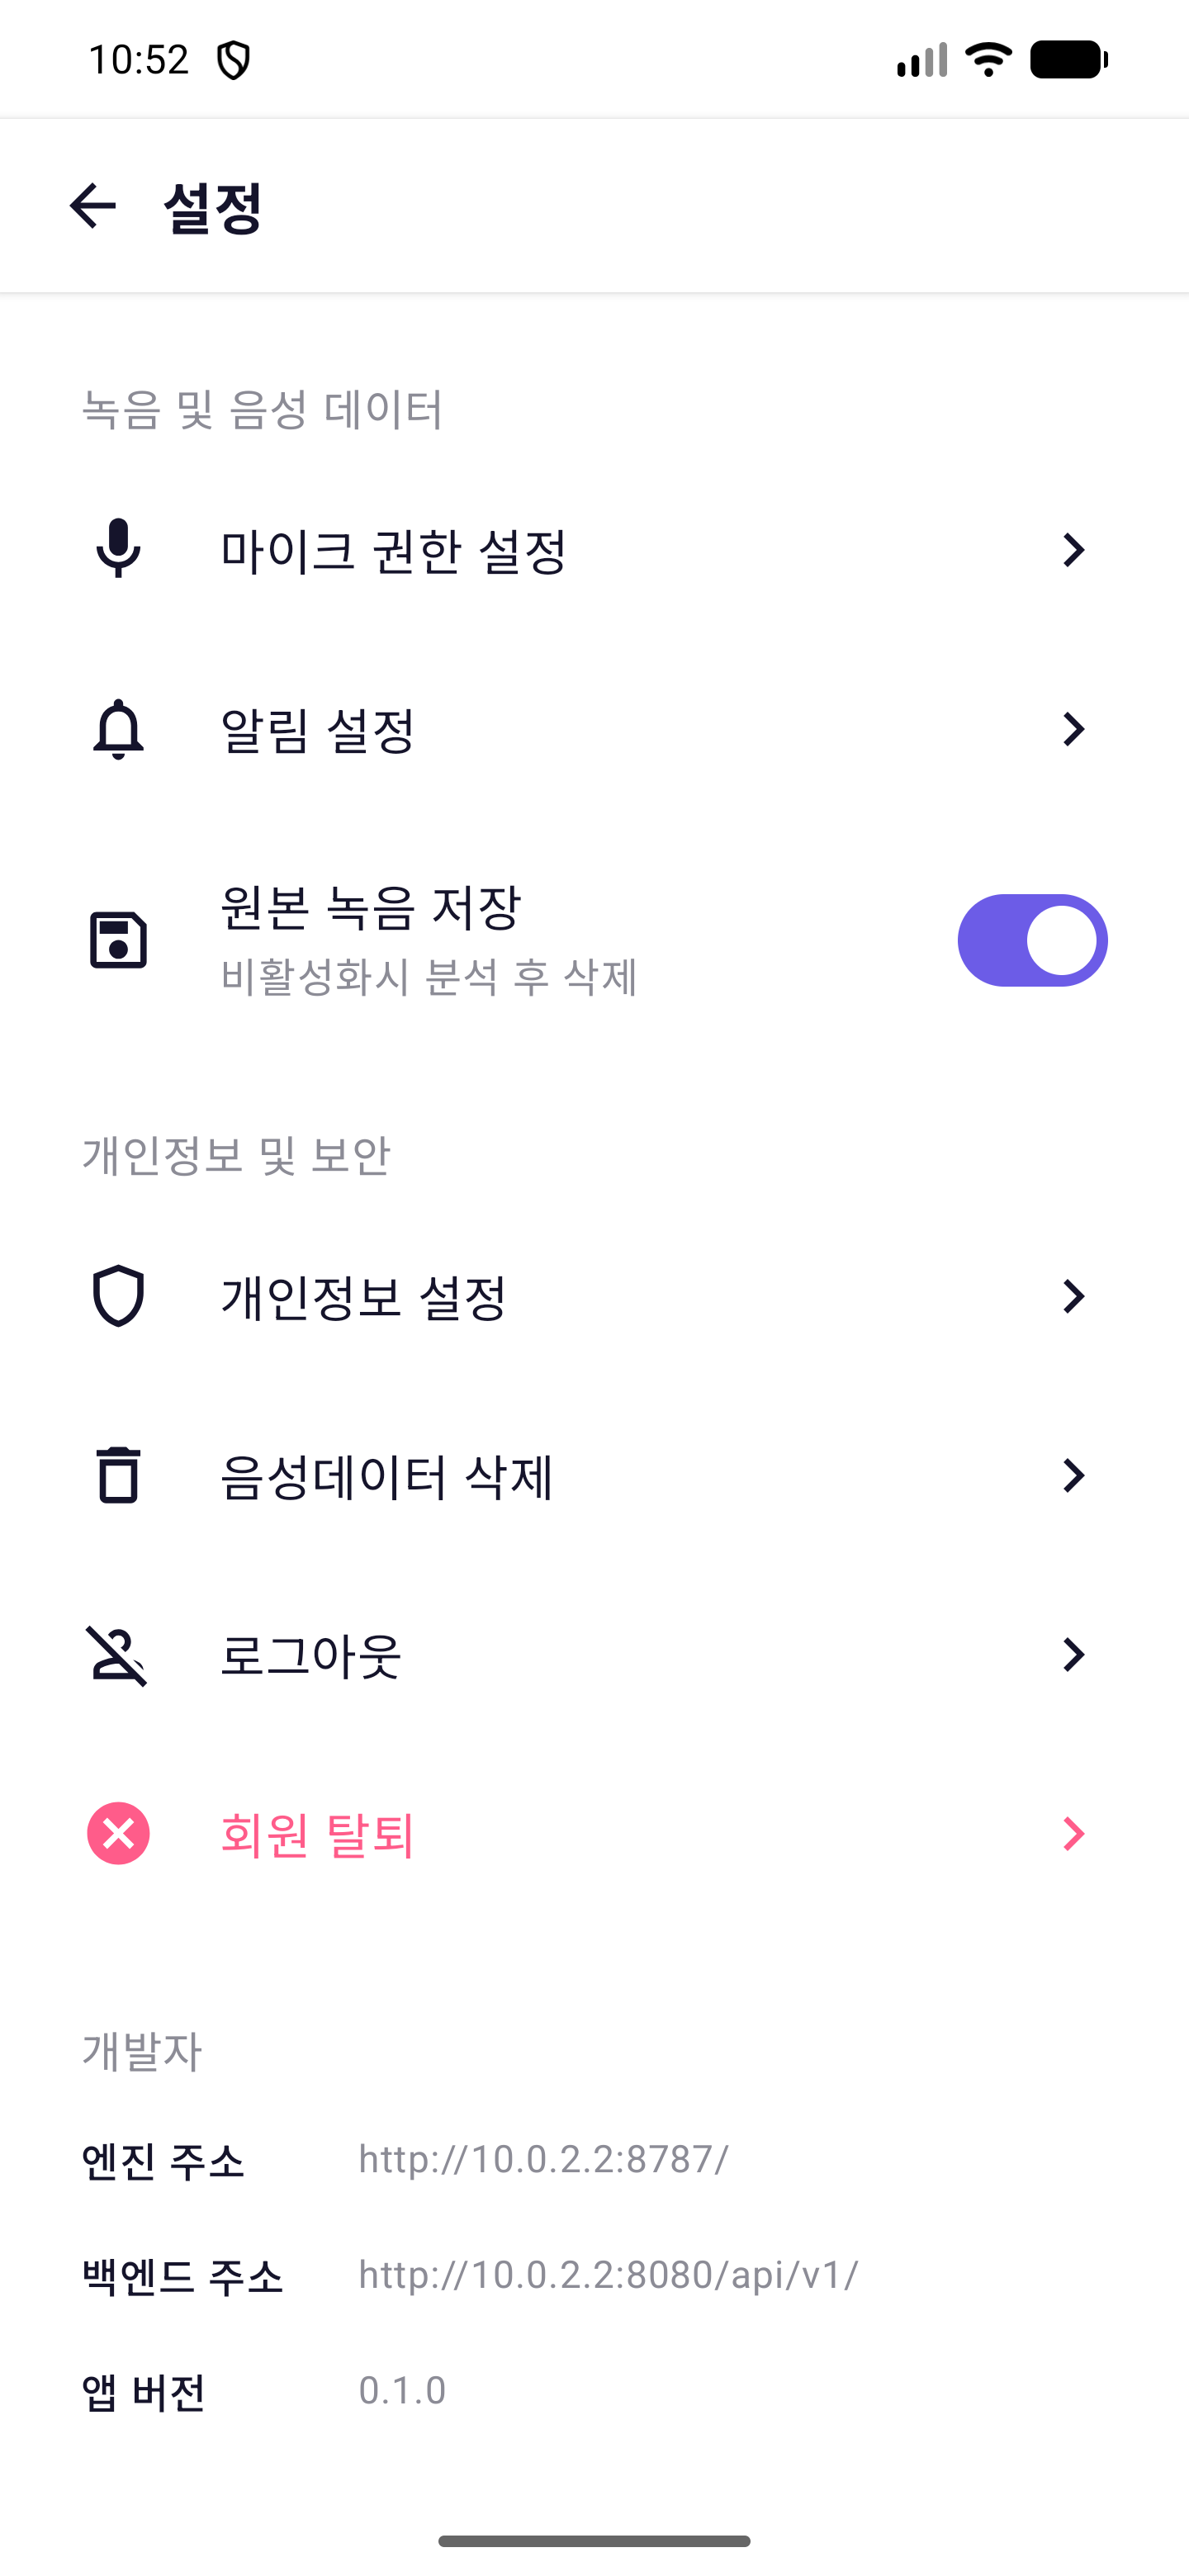 10:52
설정
녹음 및 음성 데이터
마이크 권한 설정
알림 설정
원본 녹음 저장
비활성화시 분석 후 삭제
개인정보 및 보안
개인정보 설정
음성데이터 삭제
로그아웃
회원 탈퇴
개발자
엔진 주소 http://10.0.2.2:8787/
백엔드 주소 http://10.0.2.2:8080/api/v1/
앱 버전 0.1.0